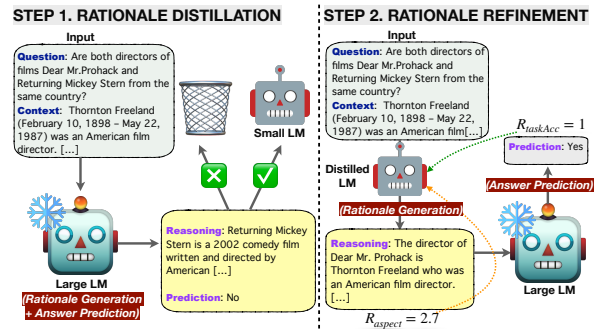 STEP 1. RATIONALE DISTILLATION
Input
Question: Are both directors of
films Dear Mr.Prohack and
Returning Mickey Stern from the
same country?
Context: Thornton Freeland
(February 10, 1898 – May 22,
1987) was an American film
director. [...]
Small LM
Large LM
(Rationale Generation
+ Answer Prediction)
Reasoning: Returning Mickey
Stern is a 2002 comedy film
written and directed by
American [...]
Prediction: No
STEP 2. RATIONALE REFINEMENT
Input
Question: Are both directors of
films Dear Mr.Prohack and
Returning Mickey Stern from the
same country?
Context: Thornton Freeland
(February 10, 1898 – May 22,
1987) was an American film[...]
R_taskAcc = 1
Prediction: Yes
Distilled
LM
(Answer Prediction)
(Rationale Generation)
Reasoning: The director of
Dear Mr. Prohack is
Thornton Freeland who was
an American film director.
[...]
Large LM
R_aspect = 2.7